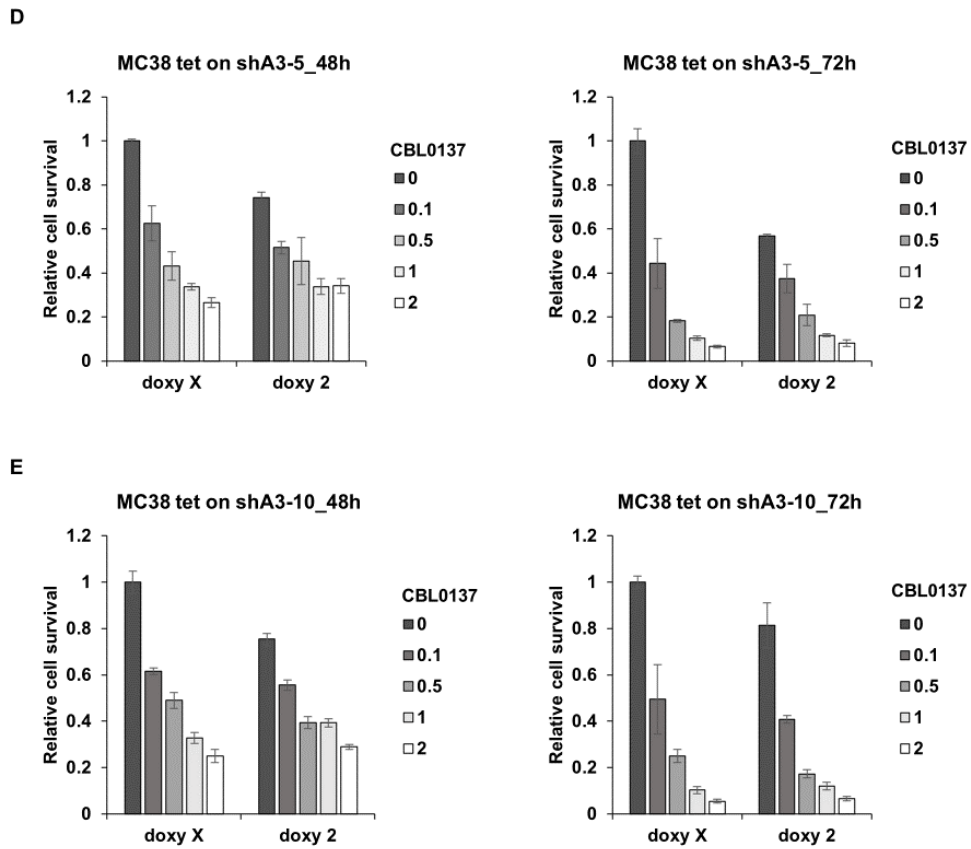 D
MC38 tet on shA3-5_48h
1.2
1
0.8
0.6
0.4
0.2
0
Relative cell survival
doxy X
doxy 2
CBL0137
0
0.1
0.5
1
2
MC38 tet on shA3-5_72h
1.2
1
0.8
0.6
0.4
0.2
0
Relative cell survival
doxy X
doxy 2
CBL0137
0
0.1
0.5
1
2
E
MC38 tet on shA3-10_48h
1.2
1
0.8
0.6
0.4
0.2
0
Relative cell survival
doxy X
doxy 2
CBL0137
0
0.1
0.5
1
2
MC38 tet on shA3-10_72h
1.2
1
0.8
0.6
0.4
0.2
0
Relative cell survival
doxy X
doxy 2
CBL0137
0
0.1
0.5
1
2